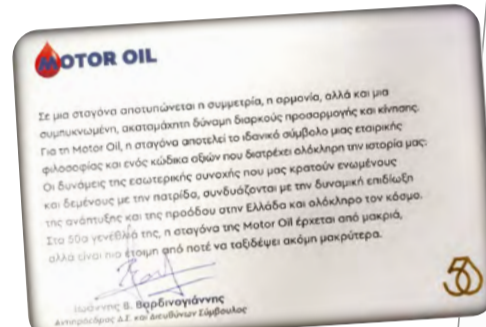 MOTOR OIL
Σε μια σταγόνα αποτυπώνεται η συμμετρία, η αρμονία, αλλά και μια
συμπυκνωμένη, ακαταμάχητη δύναμη διαρκούς προσαρμογής και κίνησης.
Για τη Motor Oil, η σταγόνα αποτελεί το ιδανικό σύμβολο μιας εταιρικής
φιλοσοφίας και ενός κώδικα αξιών που διατρέχει ολόκληρη την ιστορία μας.
Οι δυνάμεις της εσωτερικής συνοχής που μας κρατούν ενωμένους
και δεμένους με την πατρίδα, συνδυάζονται με την δυναμική επιδίωξη
της ανάπτυξης και της προόδου στην Ελλάδα και ολόκληρο τον κόσμο.
Στα 50α γενέθλιά της, η σταγόνα της Motor Oil έρχεται από μακριά,
αλλά είναι πιο έτοιμη από ποτέ να ταξιδέψει ακόμη μακρύτερα.
Ιωάννης Β. Βαρδινογιάννης
Αντιπρόεδρος Δ.Σ. και Διευθύνων Σύμβουλος
50